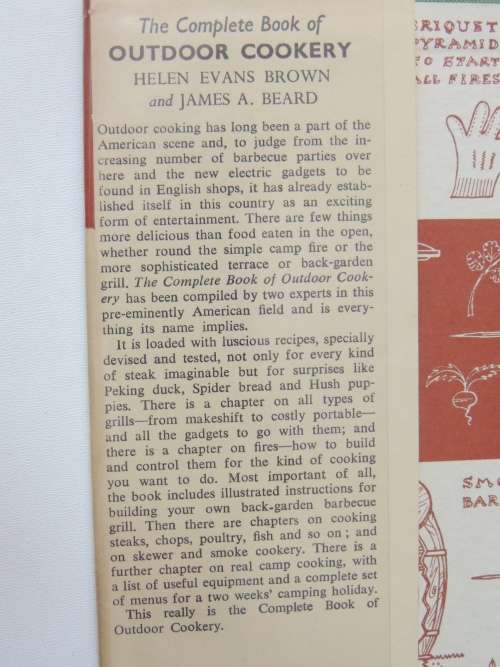 The Complete Book of
OUTDOOR COOKERY
HELEN EVANS BROWN
and JAMES A. BEARD
Outdoor cooking has long been a part of the
American scene and, to judge from the in-
creasing number of barbecue parties over
here and the new electric gadgets to be
found in English shops, it has already estab-
lished itself in this country as an exciting
form of entertainment. There are few things
more delicious than food eaten in the open,
whether round the simple camp fire or the
more sophisticated terrace or back-garden
grill. The Complete Book of Outdoor Cook-
ery has been compiled by two experts in this
pre-eminently American field and is every-
thing its name implies.
It is loaded with luscious recipes, specially
devised and tested, not only for every kind
of steak imaginable but for surprises like
Peking duck, Spider bread and Hush pup-
pies. There is a chapter on all types of
grills—from makeshift to costly portable—
and all the gadgets to go with them; and
there is a chapter on fires—how to build
and control them for the kind of cooking
you want to do. Most important of all,
the book includes illustrated instructions for
building your own back-garden barbecue
grill. Then there are chapters on cooking
steaks, chops, poultry, fish and so on; and
on skewer and smoke cookery. There is a
further chapter on real camp cooking, with
a list of useful equipment and a complete set
of menus for a two weeks' camping holiday.
This really is the Complete Book of
Outdoor Cookery.
RIQUET
PYRAMID
TO START
ALL FIRES
SMO
BAR